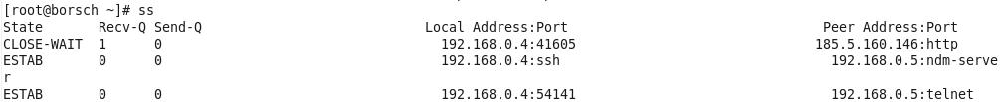 [root@borsch ~]# ss
State Recv-Q Send-Q Local Address:Port Peer Address:Port
CLOSE-WAIT 1 0 192.168.0.4:41605 185.5.160.146:http
ESTAB 0 0 192.168.0.4:ssh 192.168.0.5:ndm-serve
r
ESTAB 0 0 192.168.0.4:54141 192.168.0.5:telnet